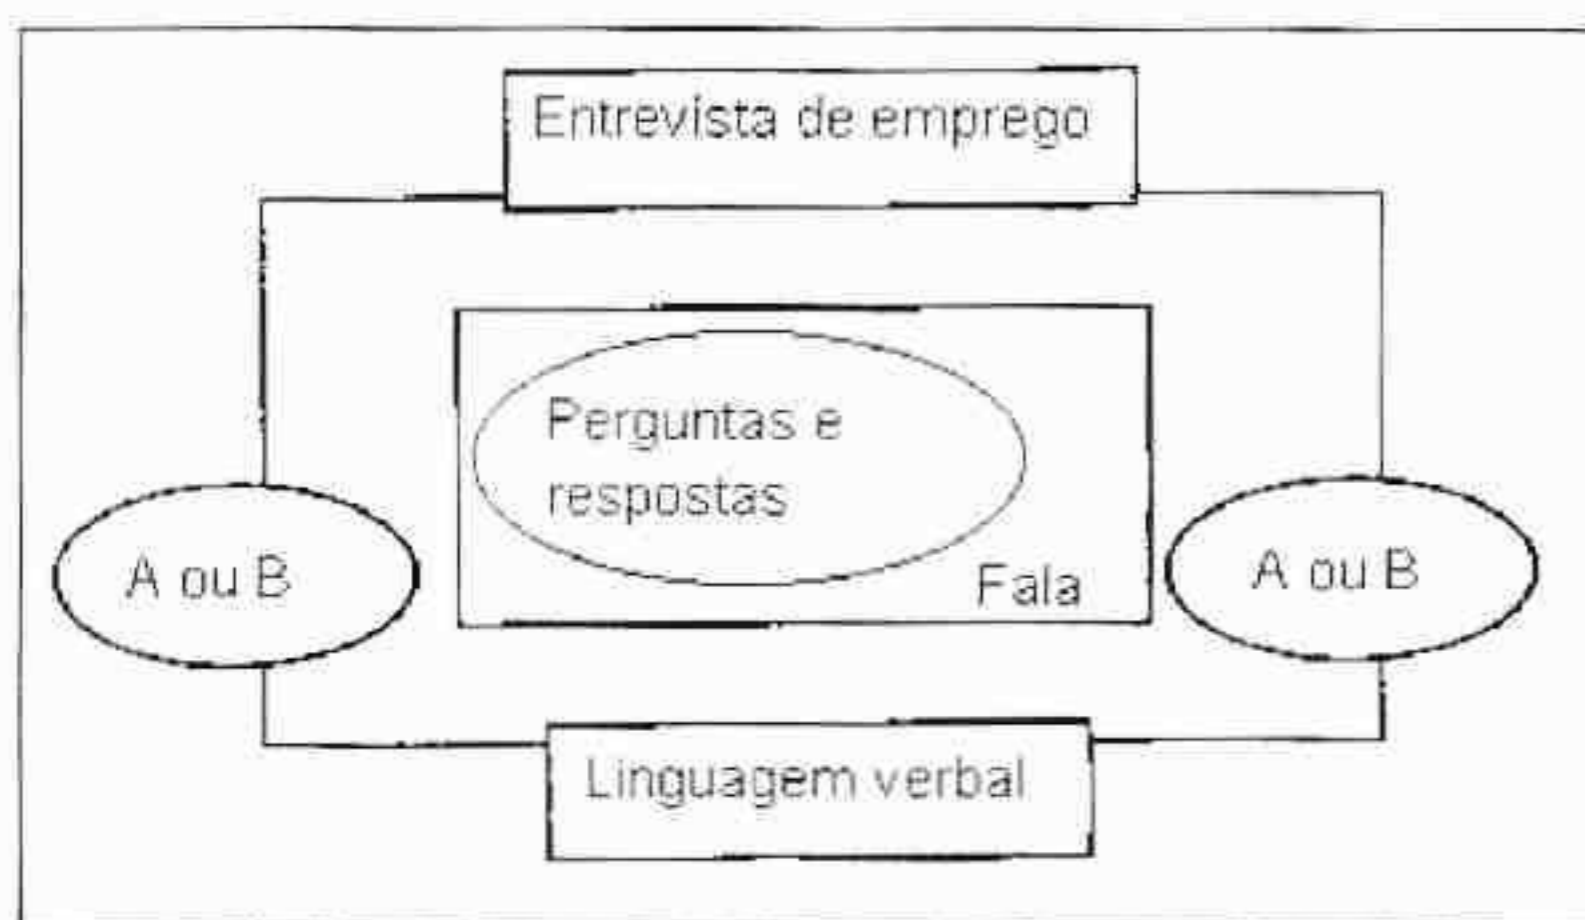 Entrevista de emprego
Perguntas e
respostas
Fala
A ou B
A ou B
Linguagem verbal